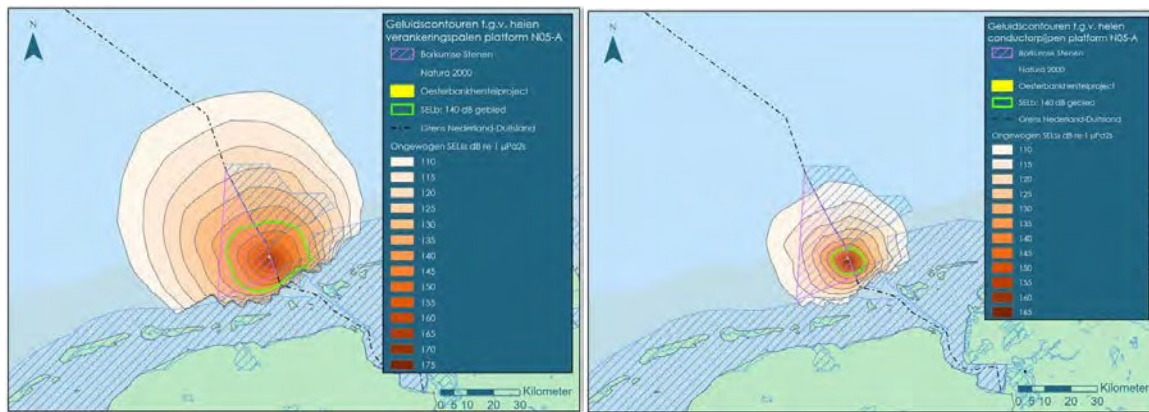 N
Geluidscontouren t.g.v. heien
verankeringspalen platform N05-A
Borkumse Stenen
Natura 2000
Oesterbankherstelproject
SELb: 140 dB gebied
Grens Nederland-Duitsland
Ongewogen SELss dB re 1 µPa2s
110
115
120
125
130
135
140
145
150
155
160
165
170
175
Kilometer
0 5 10 20 30
N
Geluidscontouren t.g.v. heien
conductorpijpen platform N05-A
Borkumse Stenen
Natura 2000
Oesterbankherstelproject
SELb: 140 dB gebied
Grens Nederland-Duitsland
Ongewogen SELss dB re 1 µPa2s
110
115
120
125
130
135
140
145
150
155
160
165
Kilometer
0 5 10 20 30